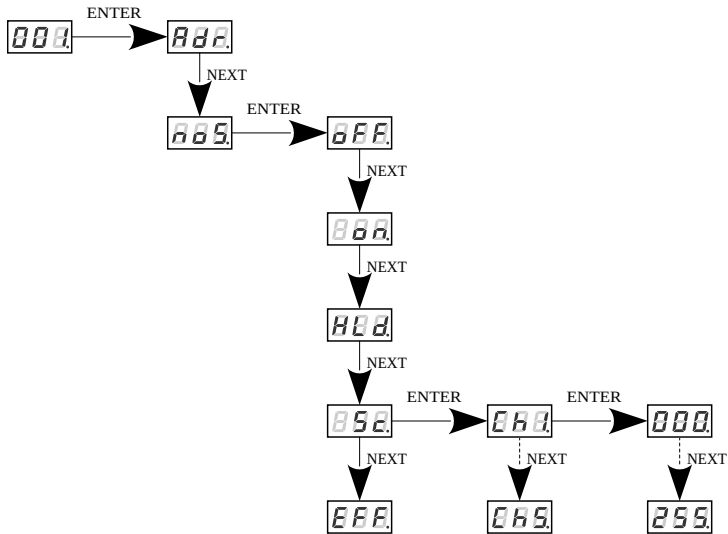 ENTER
001. Adr.
NEXT
ENTER
noS. oFF.
NEXT
on.
NEXT
HLd.
NEXT
ENTER ENTER
Sc. Ch1. 000.
NEXT NEXT NEXT
EFF. Ch5. 255.